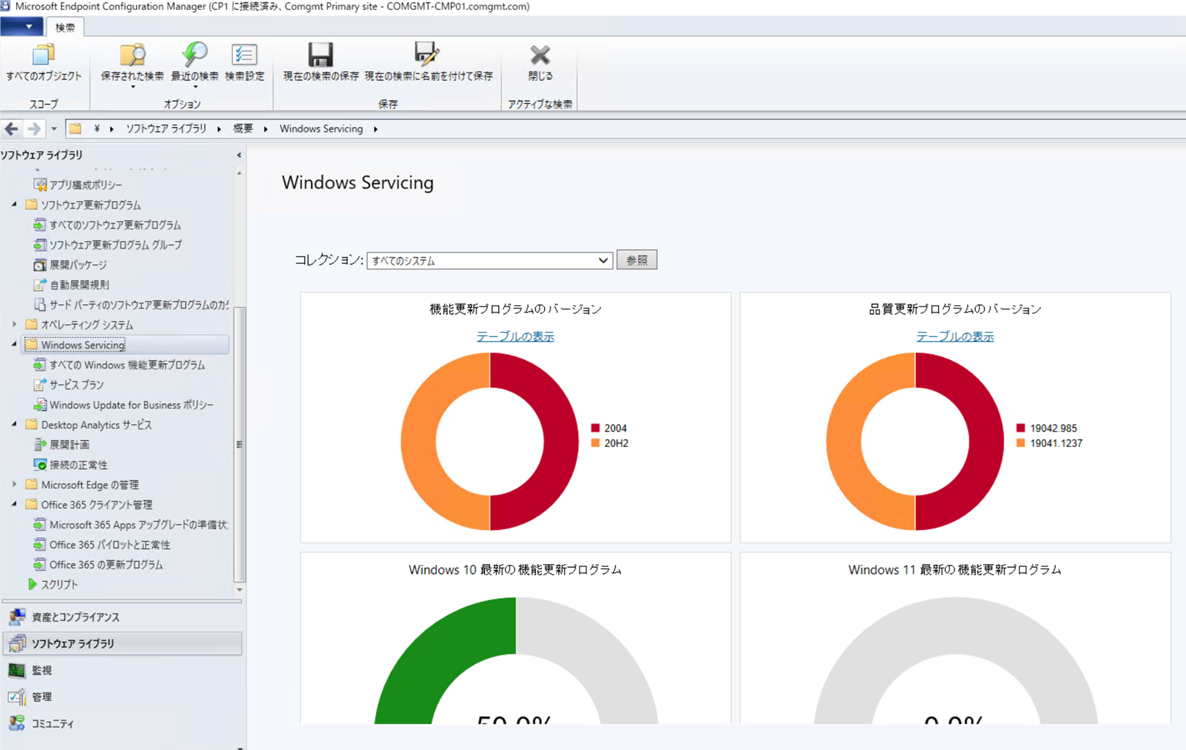 Microsoft Endpoint Configuration Manager (CP1 に接続済み、Comgmt Primary site - COMGMT-CMP01.comgmt.com)
検索
すべてのオブジェクト
保存された検索
最近の検索
検索設定
現在の検索の保存
現在の検索に名前を付けて保存
閉じる
スコープ
オプション
保存
アクティブな検索
¥ ソフトウェア ライブラリ 概要 Windows Servicing
ソフトウェア ライブラリ
アプリ構成ポリシー
ソフトウェア更新プログラム
すべてのソフトウェア更新プログラム
ソフトウェア更新プログラム グループ
展開パッケージ
自動展開規則
サード パーティのソフトウェア更新プログラムの
オペレーティング システム
Windows Servicing
すべての Windows 機能更新プログラム
サービス プラン
Windows Update for Business ポリシー
Desktop Analytics サービス
展開計画
接続の正常性
Microsoft Edge の管理
Office 365 クライアント管理
Microsoft 365 Apps アップグレードの準備状
Office 365 パイロットと正常性
Office 365 の更新プログラム
スクリプト
資産とコンプライアンス
ソフトウェア ライブラリ
監視
管理
コミュニティ
Windows Servicing
コレクション: すべてのシステム 参照
機能更新プログラムのバージョン
テーブルの表示
2004
20H2
品質更新プログラムのバージョン
テーブルの表示
19042.985
19041.1237
Windows 10 最新の機能更新プログラム
50.0%
Windows 11 最新の機能更新プログラム
0.0%